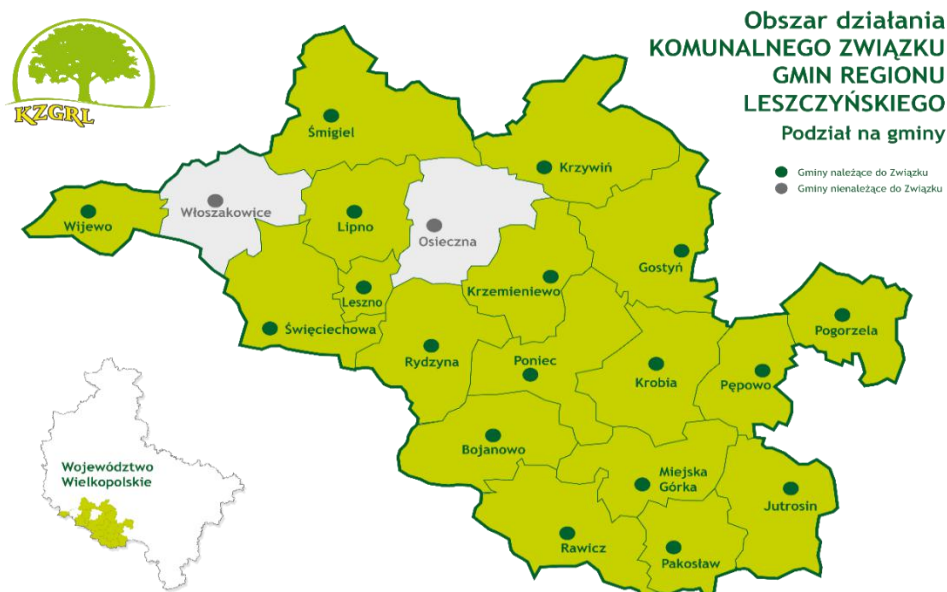 Obszar działania
KOMUNALNEGO ZWIĄZKU
GMIN REGIONU
LESZCZYŃSKIEGO
Podział na gminy
Gminy należące do Związku
Gminy nienależące do Związku
KZGRL
Śmigiel
Krzywiń
Włoszakowice
Wijewo
Lipno
Osieczna
Gostyń
Leszno
Krzemieniewo
Święciechowa
Pogorzela
Rydzyna
Poniec
Krobia
Pępowo
Bojanowo
Miejska
Górka
Jutrosin
Rawicz
Pakosław
Województwo
Wielkopolskie